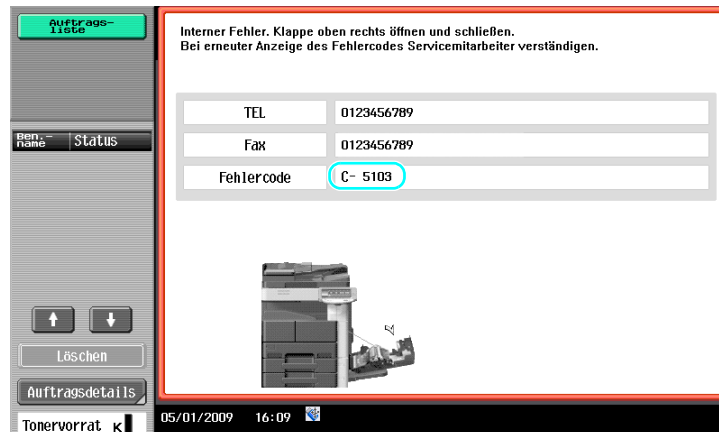 Auftrags-
liste
Interner Fehler. Klappe oben rechts öffnen und schließen.
Bei erneuter Anzeige des Fehlercodes Servicemitarbeiter verständigen.
TEL 0123456789
Fax 0123456789
Fehlercode C- 5103
Ben.-
name Status
Löschen
Auftragsdetails
Tonervorrat K
05/01/2009 16:09